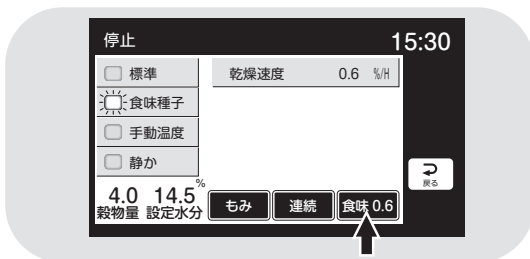 停止 15:30
標準 乾燥速度 0.6 %/H
食味種子
手動温度
静か
戻る
4.0 14.5%
穀物量 設定水分 もみ 連続 食味 0.6